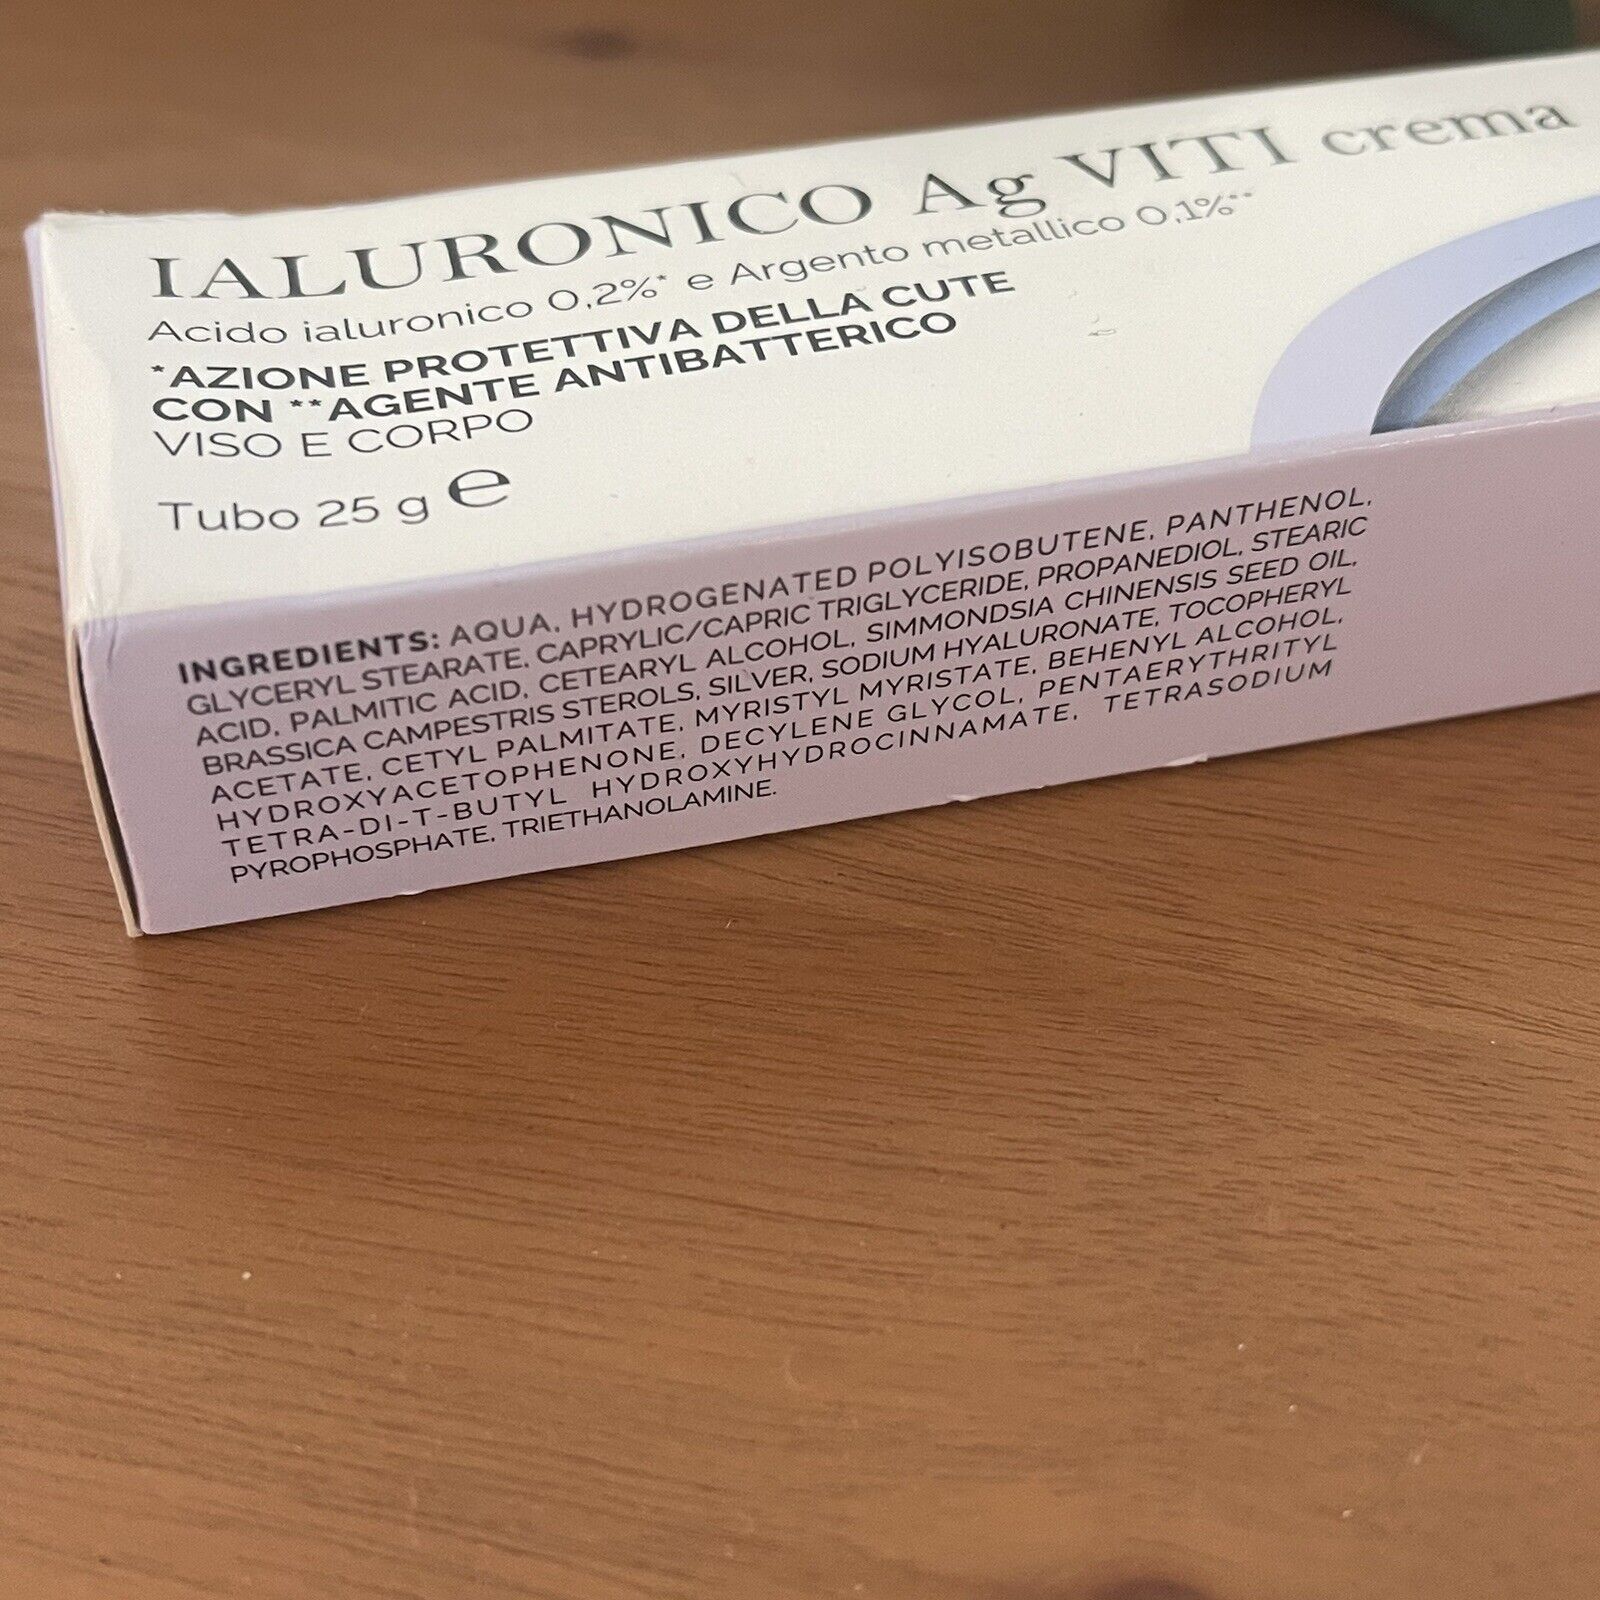 IALURONICO Ag VITI crema
Acido ialuronico 0,2%* e Argento metallico 0,1%**
*AZIONE PROTETTIVA DELLA CUTE
CON **AGENTE ANTIBATTERICO
VISO E CORPO
Tubo 25 g ℮
INGREDIENTS: AQUA, HYDROGENATED POLYISOBUTENE, PANTHENOL,
GLYCERYL STEARATE, CAPRYLIC/CAPRIC TRIGLYCERIDE, PROPANEDIOL, STEARIC
ACID, PALMITIC ACID, CETEARYL ALCOHOL, SIMMONDSIA CHINENSIS SEED OIL,
BRASSICA CAMPESTRIS STEROLS, SILVER, SODIUM HYALURONATE, TOCOPHERYL
ACETATE, CETYL PALMITATE, MYRISTYL MYRISTATE, BEHENYL ALCOHOL,
HYDROXYACETOPHENONE, DECYLENE GLYCOL, PENTAERYTHRITYL
TETRA-DI-T-BUTYL HYDROXYHYDROCINNAMATE, TETRASODIUM
PYROPHOSPHATE, TRIETHANOLAMINE.